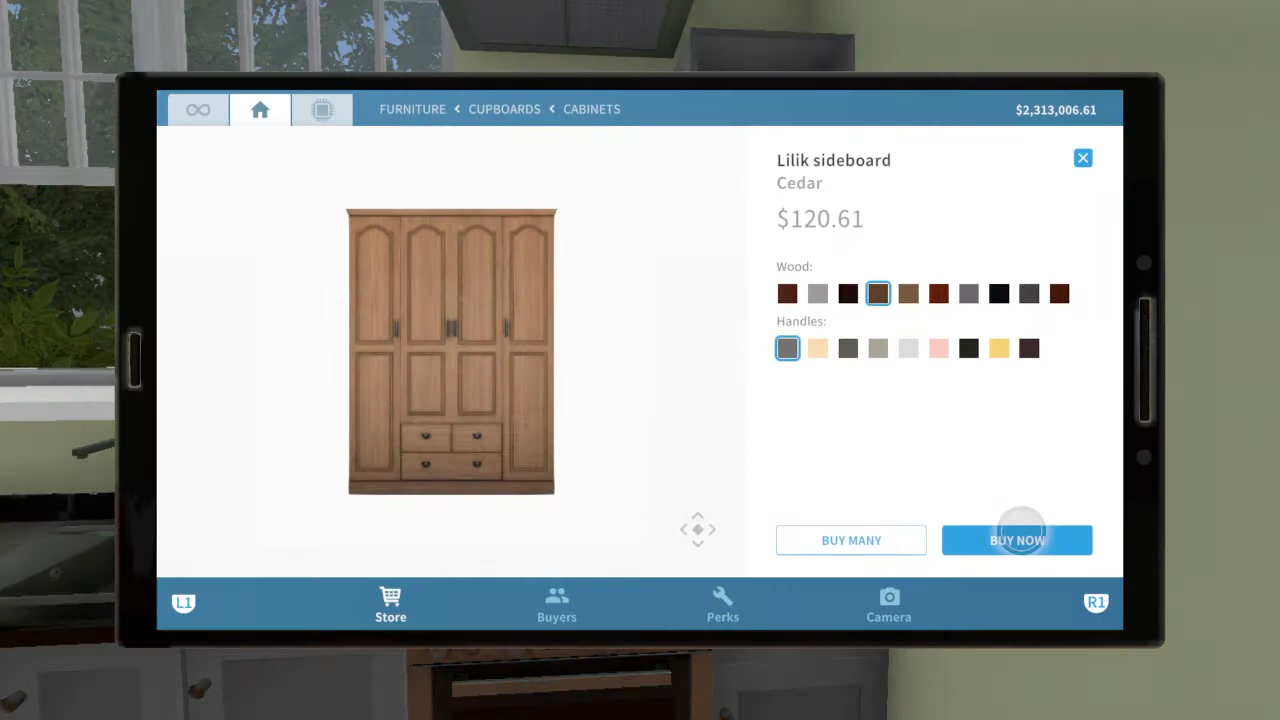 FURNITURE < CUPBOARDS < CABINETS
$2,313,006.61
Lilik sideboard
Cedar
$120.61
Wood:
Handles:
BUY MANY
BUY NOW
L1
Store
Buyers
Perks
Camera
R1